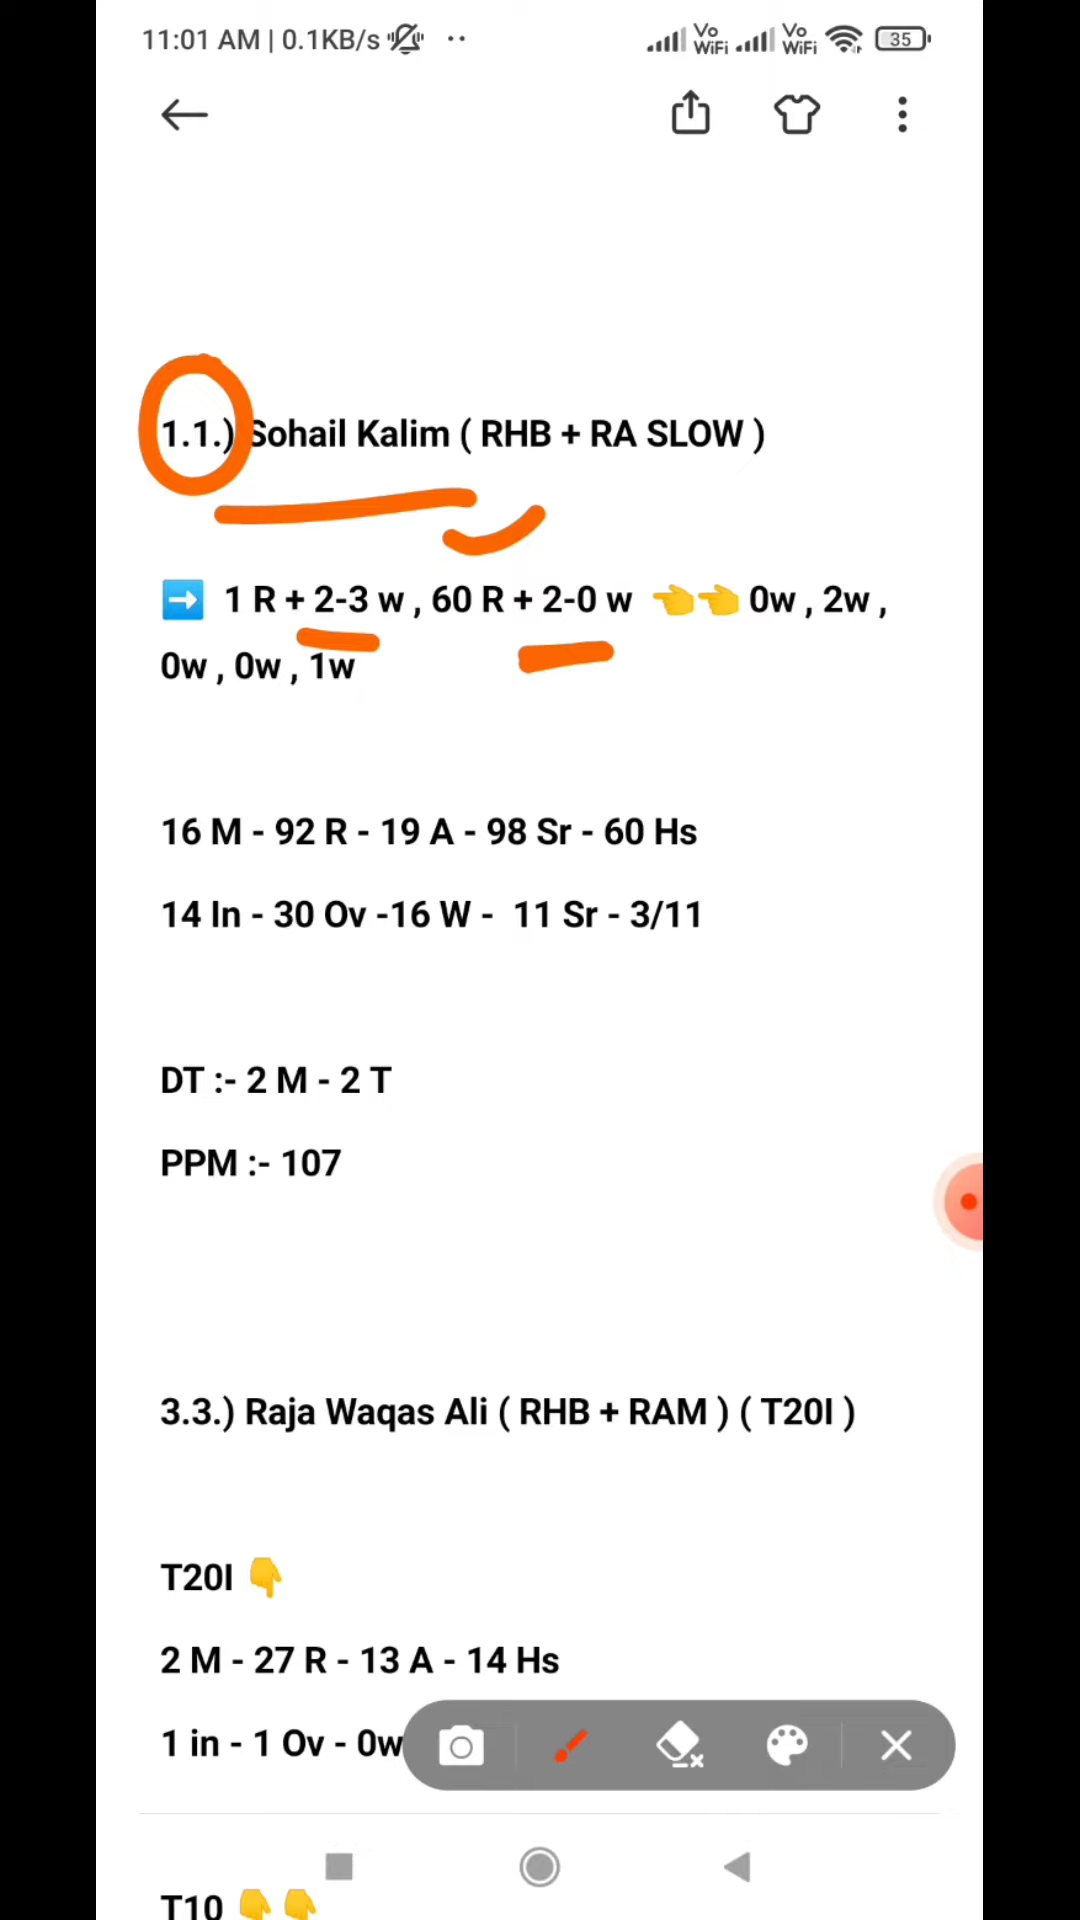 11:01 AM | 0.1KB/s
Vo WiFi Vo WiFi 35
1.1.) Sohail Kalim ( RHB + RA SLOW )
➡️ 1 R + 2-3 w , 60 R + 2-0 w 👈👈 0w , 2w ,
0w , 0w , 1w
16 M - 92 R - 19 A - 98 Sr - 60 Hs
14 In - 30 Ov -16 W - 11 Sr - 3/11
DT :- 2 M - 2 T
PPM :- 107
3.3.) Raja Waqas Ali ( RHB + RAM ) ( T20I )
T20I 👇
2 M - 27 R - 13 A - 14 Hs
1 in - 1 Ov - 0w
T10 👇👇